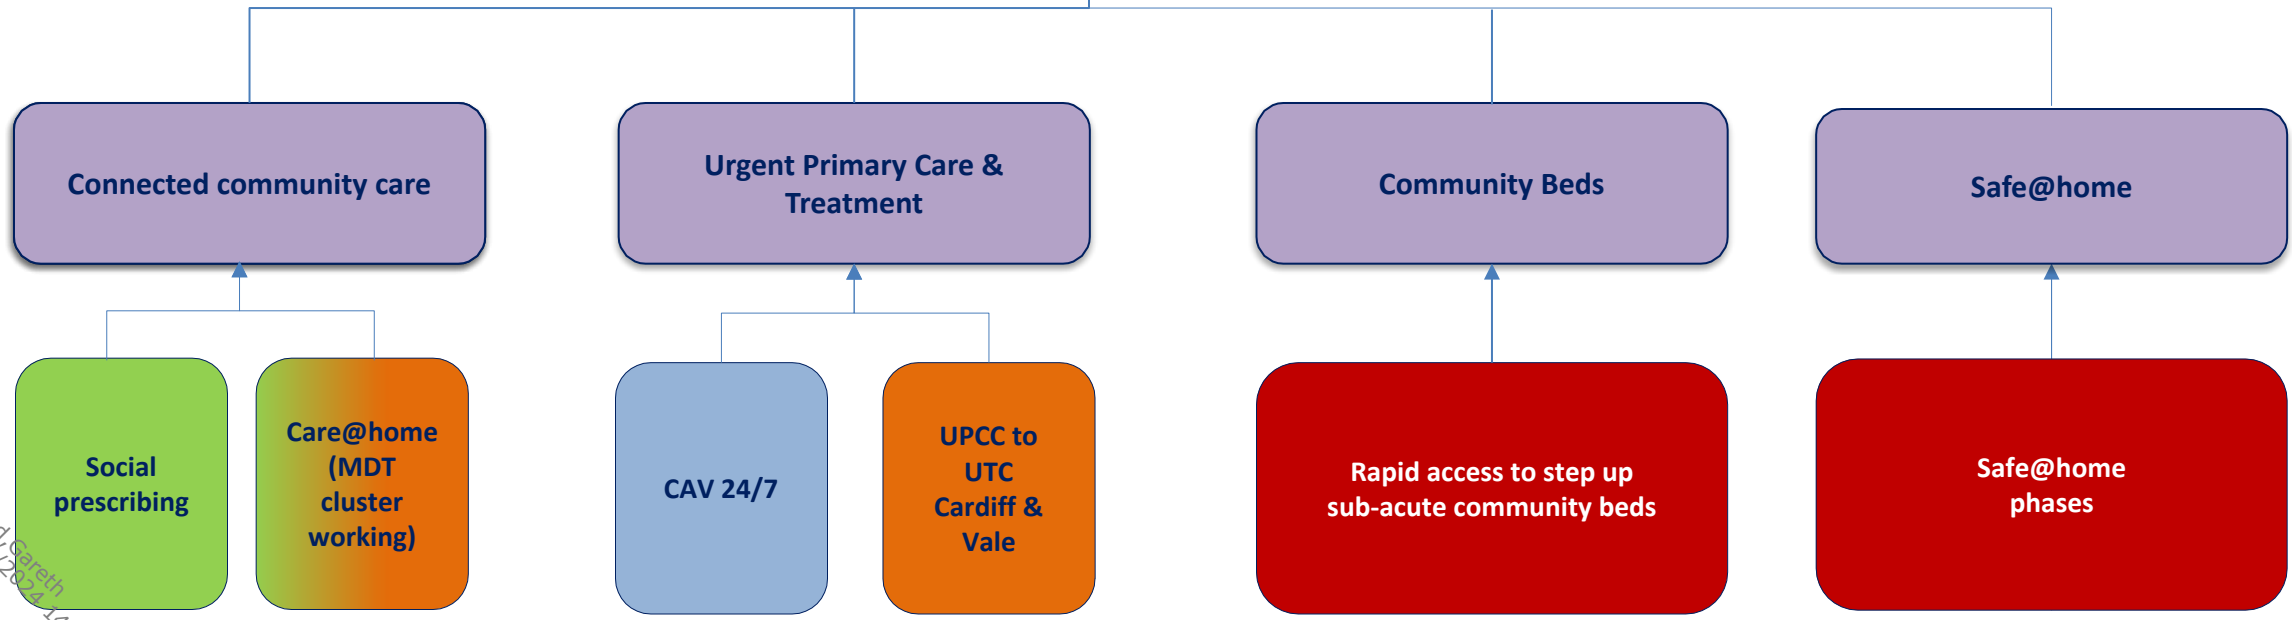 Connected community care
Urgent Primary Care &
Treatment
Community Beds
Safe@home
Social
prescribing
Care@home
(MDT
cluster
working)
CAV 24/7
UPCC to
UTC
Cardiff &
Vale
Rapid access to step up
sub-acute community beds
Safe@home
phases
Gareth
/2024